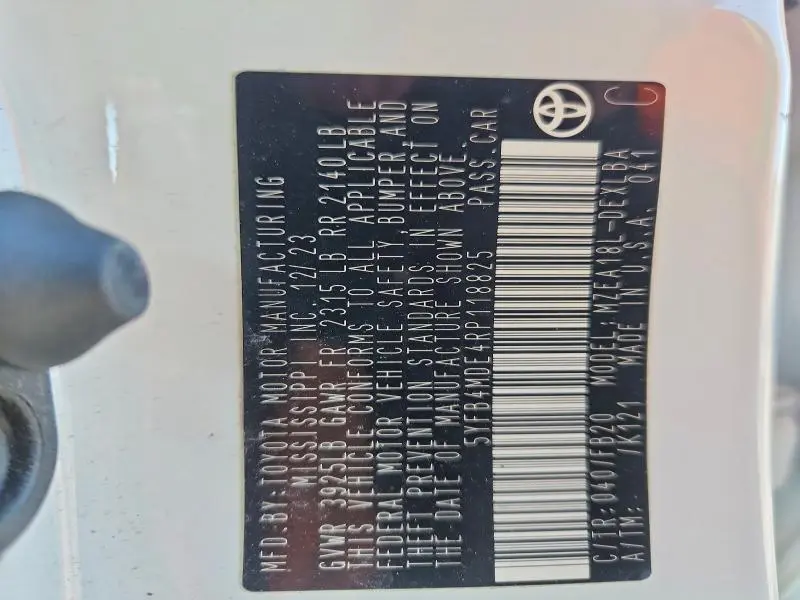 MFD.BY:TOYOTA MOTOR MANUFACTURING
MISSISSIPPI INC. 12/23
GVWR 3925LB GAWR FR 2315 LB RR 2140LB
THIS VEHICLE CONFORMS TO ALL APPLICABLE
FEDERAL MOTOR VEHICLE SAFETY,BUMPER,AND
THEFT PREVENTION STANDARDS IN EFFECT ON
THE DATE OF MANUFACTURE SHOWN ABOVE.
5YFB4MDE4RP118825 PASS.CAR
C/TR:040/FB20 MODEL:MZEA18L-DEXLBA
A/TM: /K121 MADE IN U.S.A. 041 C